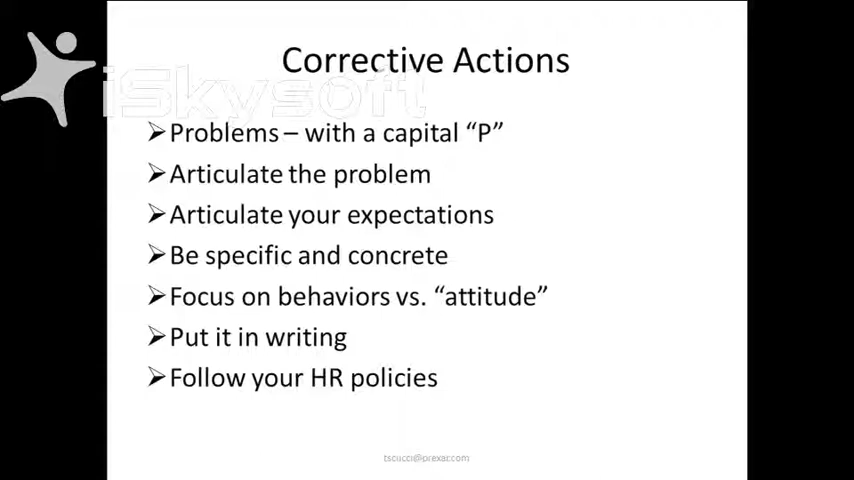 Corrective Actions
iSkysoft
➢Problems – with a capital “P”
➢Articulate the problem
➢Articulate your expectations
➢Be specific and concrete
➢Focus on behaviors vs. “attitude”
➢Put it in writing
➢Follow your HR policies
tscucci@prexar.com